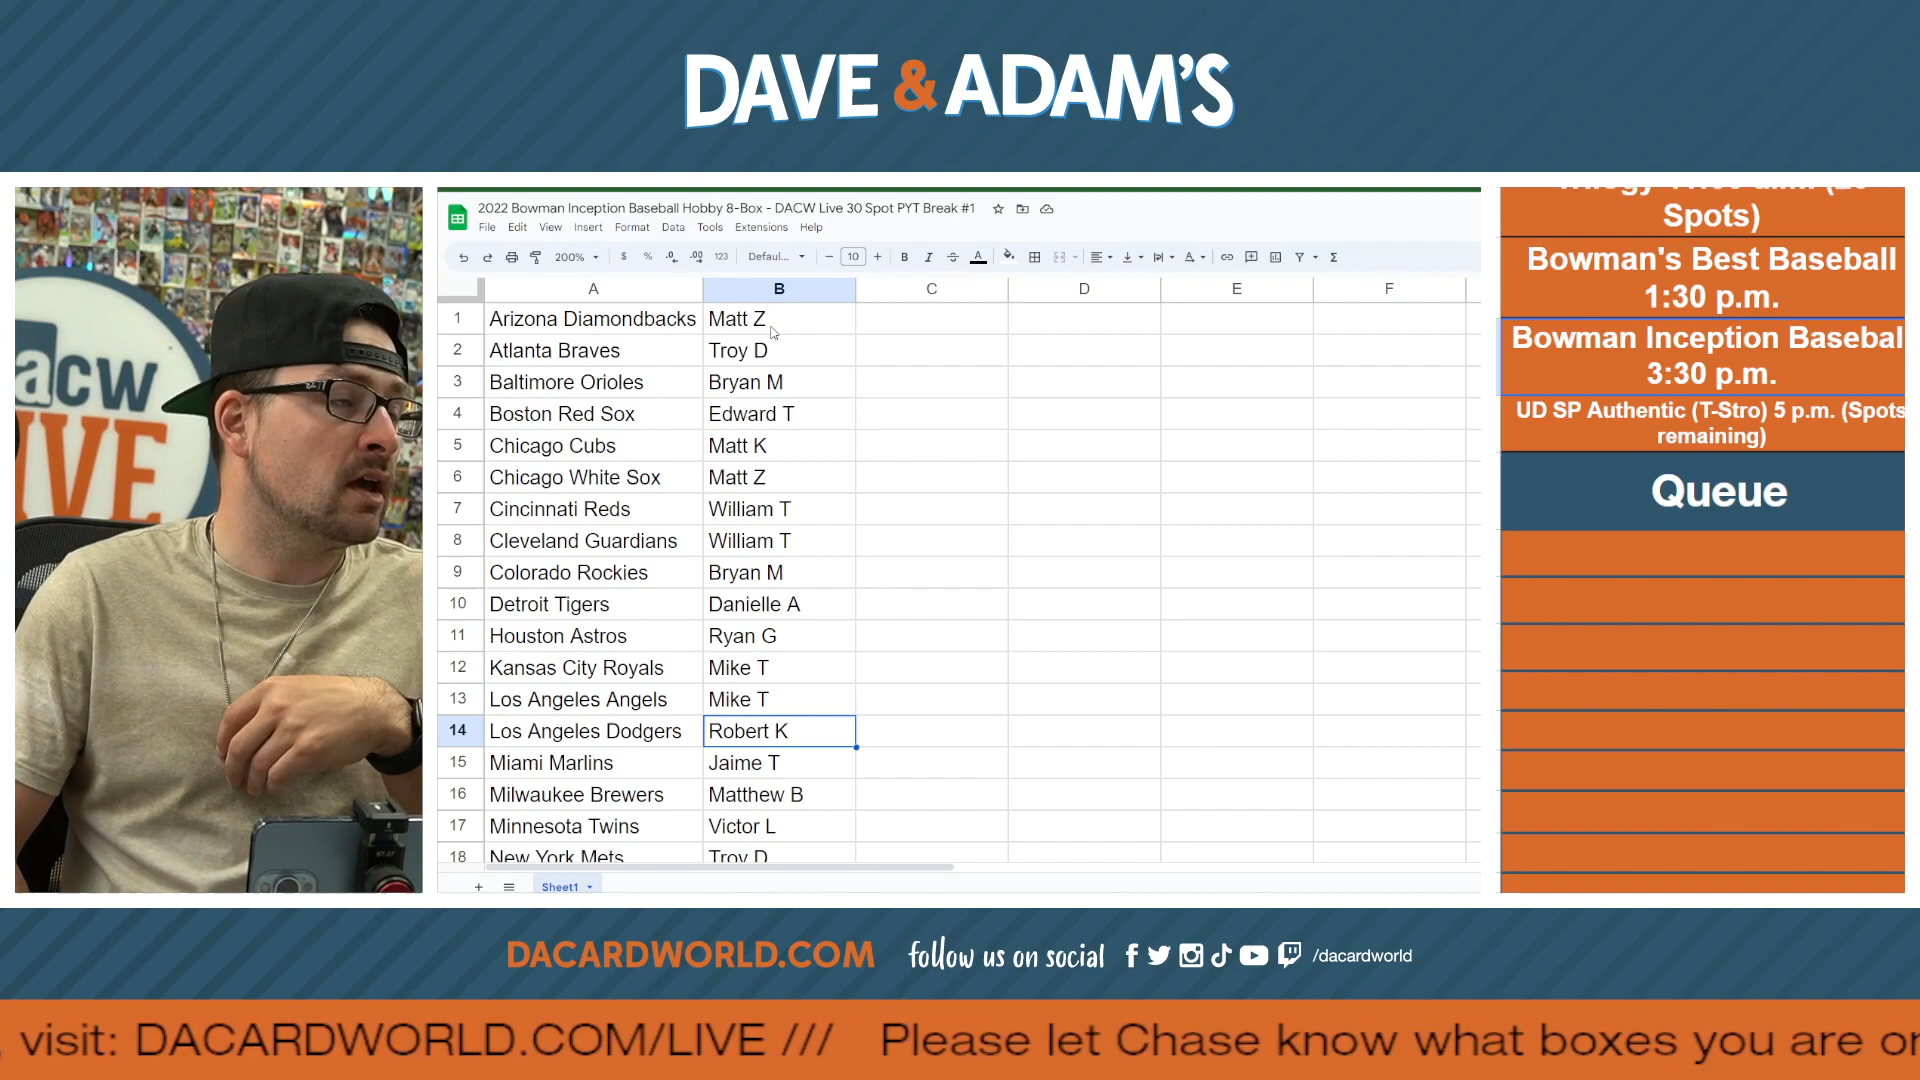 DAVE & ADAM'S
acw
IVE
2022 Bowman Inception Baseball Hobby 8-Box - DACW Live 30 Spot PYT Break #1
File Edit View Insert Format Data Tools Extensions Help
200% $ % .0 .00 123 Defaul... 10 B I A Σ
A B C D E F
1 Arizona Diamondbacks Matt Z
2 Atlanta Braves Troy D
3 Baltimore Orioles Bryan M
4 Boston Red Sox Edward T
5 Chicago Cubs Matt K
6 Chicago White Sox Matt Z
7 Cincinnati Reds William T
8 Cleveland Guardians William T
9 Colorado Rockies Bryan M
10 Detroit Tigers Danielle A
11 Houston Astros Ryan G
12 Kansas City Royals Mike T
13 Los Angeles Angels Mike T
14 Los Angeles Dodgers Robert K
15 Miami Marlins Jaime T
16 Milwaukee Brewers Matthew B
17 Minnesota Twins Victor L
18 New York Mets Troy D
Sheet1
Spots)
Bowman's Best Baseball
1:30 p.m.
Bowman Inception Basebal
3:30 p.m.
UD SP Authentic (T-Stro) 5 p.m. (Spots
remaining)
Queue
DACARDWORLD.COM follow us on social /dacardworld
visit: DACARDWORLD.COM/LIVE /// Please let Chase know what boxes you are or